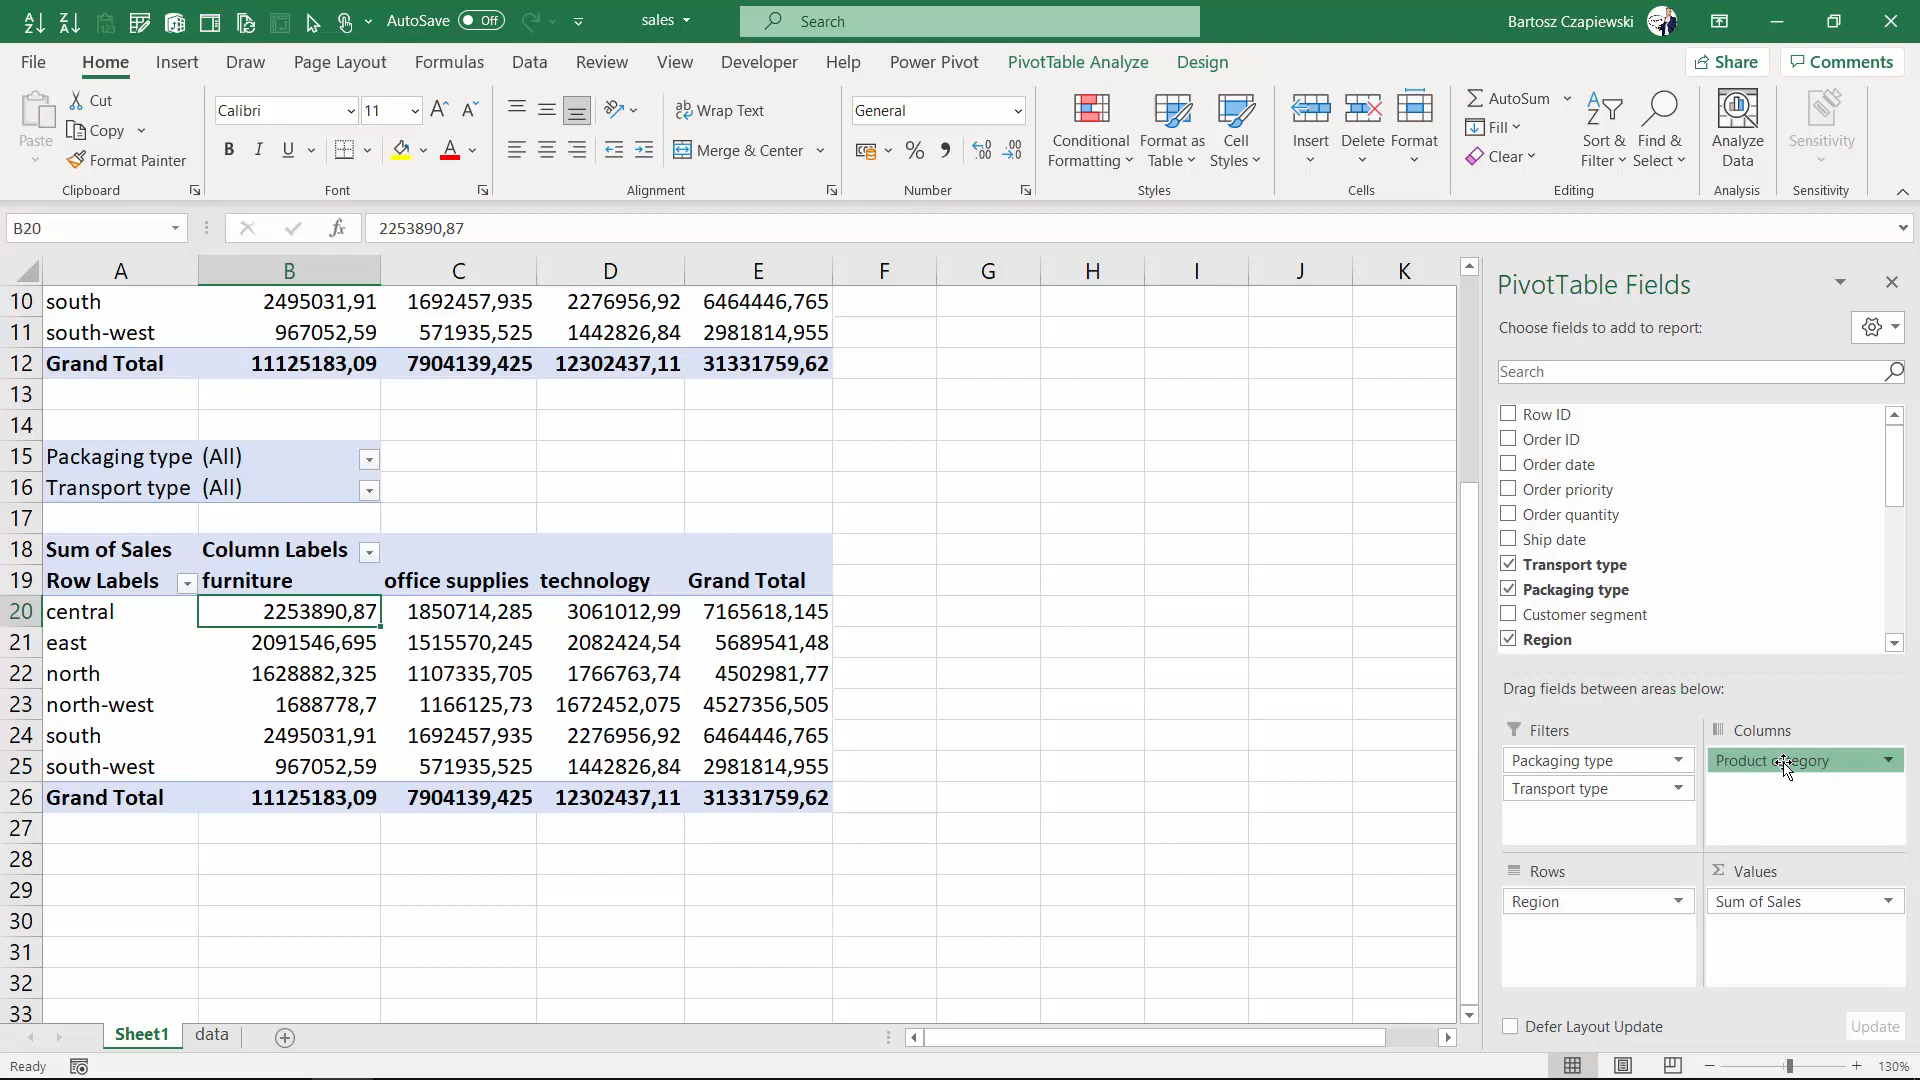 AutoSave Off sales Search Bartosz Czapiewski
File Home Insert Draw Page Layout Formulas Data Review View Developer Help Power Pivot PivotTable Analyze Design Share Comments
Paste Cut Copy Format Painter Clipboard
Calibri 11 B I U A Font
Wrap Text Merge & Center Alignment
General % Number
Conditional Formatting Format as Table Cell Styles Styles
Insert Delete Format Cells
AutoSum Fill Clear Sort & Filter Find & Select Editing
Analyze Data Analysis
Sensitivity Sensitivity
B20 fx 2253890,87
A B C D E F G H I J K
10 south 2495031,91 1692457,935 2276956,92 6464446,765
11 south-west 967052,59 571935,525 1442826,84 2981814,955
12 Grand Total 11125183,09 7904139,425 12302437,11 31331759,62
13
14
15 Packaging type (All)
16 Transport type (All)
17
18 Sum of Sales Column Labels
19 Row Labels furniture office supplies technology Grand Total
20 central 2253890,87 1850714,285 3061012,99 7165618,145
21 east 2091546,695 1515570,245 2082424,54 5689541,48
22 north 1628882,325 1107335,705 1766763,74 4502981,77
23 north-west 1688778,7 1166125,73 1672452,075 4527356,505
24 south 2495031,91 1692457,935 2276956,92 6464446,765
25 south-west 967052,59 571935,525 1442826,84 2981814,955
26 Grand Total 11125183,09 7904139,425 12302437,11 31331759,62
27
28
29
30
31
32
33
PivotTable Fields
Choose fields to add to report:
Search
Row ID
Order ID
Order date
Order priority
Order quantity
Ship date
Transport type
Packaging type
Customer segment
Region
Drag fields between areas below:
Filters
Packaging type
Transport type
Columns
Product category
Rows
Region
Values
Sum of Sales
Defer Layout Update Update
Sheet1 data
Ready 130%